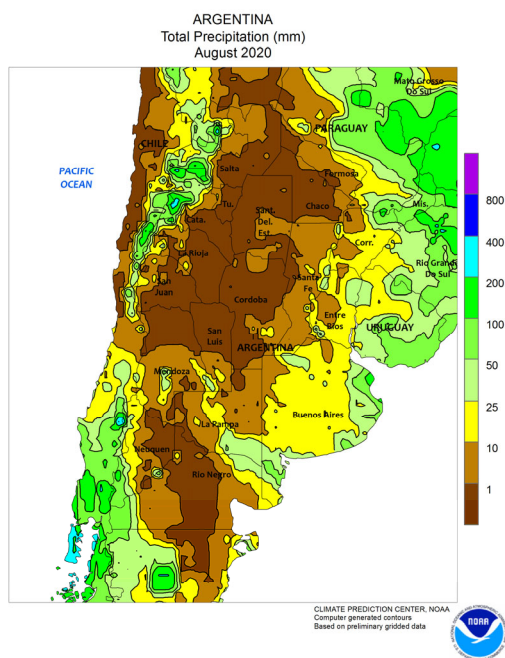 ARGENTINA
Total Precipitation (mm)
August 2020
Mato Grosso
Do Sul
PARAGUAY
CHILE
PACIFIC
OCEAN
Salta
Formosa
Tu.
Chaco
Mis.
Cata.
Sant.
Del.
Est.
Corr.
La Rioja
Rio Grande
Do Sul
San
Juan
Santa
Fe
Cordoba
Entre
Rios
San
Luis
URUGUAY
ARGENTINA
Mendoza
Buenos Aires
La Pampa
Neuquen
Rio Negro
800
400
200
100
50
25
10
1
CLIMATE PREDICTION CENTER, NOAA
Computer generated contours
Based on preliminary gridded data
NOAA